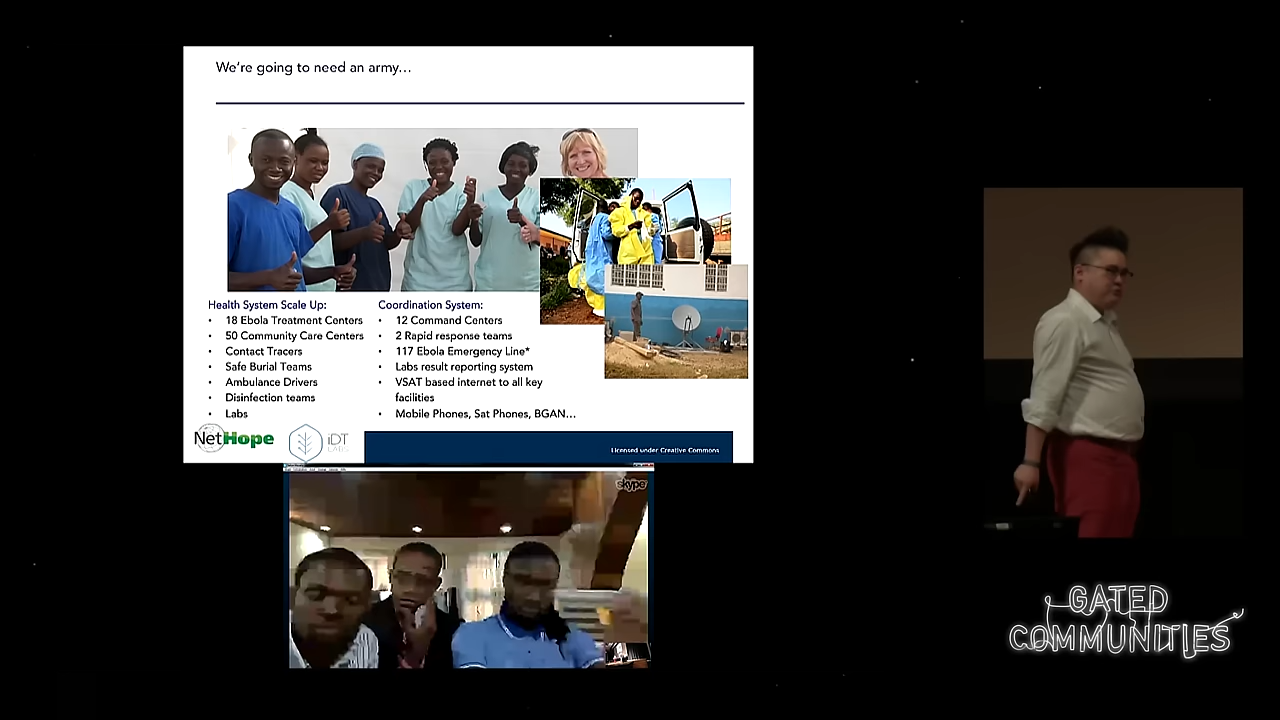 We're going to need an army...
Health System Scale Up:
• 18 Ebola Treatment Centers
• 50 Community Care Centers
• Contact Tracers
• Safe Burial Teams
• Ambulance Drivers
• Disinfection teams
• Labs
Coordination System:
• 12 Command Centers
• 2 Rapid response teams
• 117 Ebola Emergency Line*
• Labs result reporting system
• VSAT based internet to all key
facilities
• Mobile Phones, Sat Phones, BGAN...
NetHope
iDT
LABS
Licensed under Creative Commons
skype
GATED
COMMUNITIES